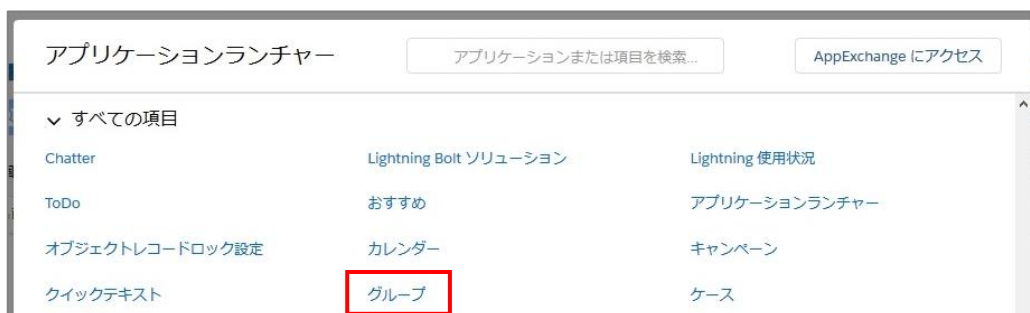 アプリケーションランチャー アプリケーションまたは項目を検索... AppExchange にアクセス
すべての項目
Chatter Lightning Bolt ソリューション Lightning 使用状況
ToDo おすすめ アプリケーションランチャー
オブジェクトレコードロック設定 カレンダー キャンペーン
クイックテキスト グループ ケース